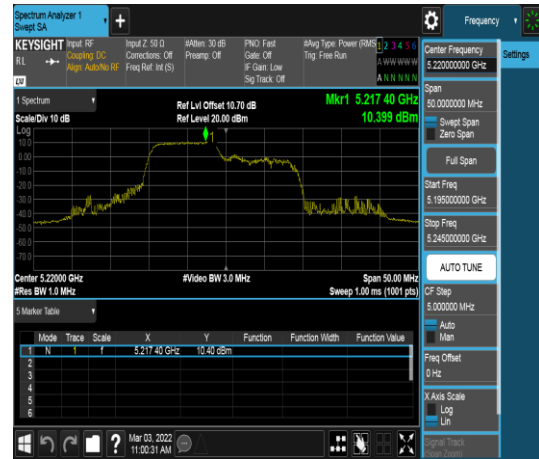 Spectrum Analyzer 1
Swept SA
+
Frequency
KEYSIGHT
RL
Input: RF
Coupling: DC
Align: Auto/No RF
Input Z: 50 Ω
Corrections: Off
Freq Ref: Int (S)
#Atten: 30 dB
Preamp: Off
PNO: Fast
Gate: Off
IF Gain: Low
Sig Track: Off
#Avg Type: Power (RMS)
Trig: Free Run
1 2 3 4 5 6
A W W W W W
A N N N N N
Center Frequency
5.220000000 GHz
Settings
Span
50.0000000 MHz
Swept Span
Zero Span
Full Span
Start Freq
5.195000000 GHz
Stop Freq
5.245000000 GHz
AUTO TUNE
CF Step
5.000000 MHz
Auto
Man
Freq Offset
0 Hz
X Axis Scale
Log
Lin
Signal Track
(Span Zoom)
1 Spectrum
Scale/Div 10 dB
Ref Lvl Offset 10.70 dB
Ref Level 20.00 dBm
Mkr1 5.217 40 GHz
10.399 dBm
Log
10.0
0.00
-10.0
-20.0
-30.0
-40.0
-50.0
-60.0
-70.0
1
Center 5.22000 GHz
#Res BW 1.0 MHz
#Video BW 3.0 MHz
Span 50.00 MHz
Sweep 1.00 ms (1001 pts)
5 Marker Table
Mode Trace Scale X Y Function Function Width Function Value
1 N 1 f 5.217 40 GHz 10.40 dBm
2
3
4
5
6
?
Mar 03, 2022
11:00:31 AM